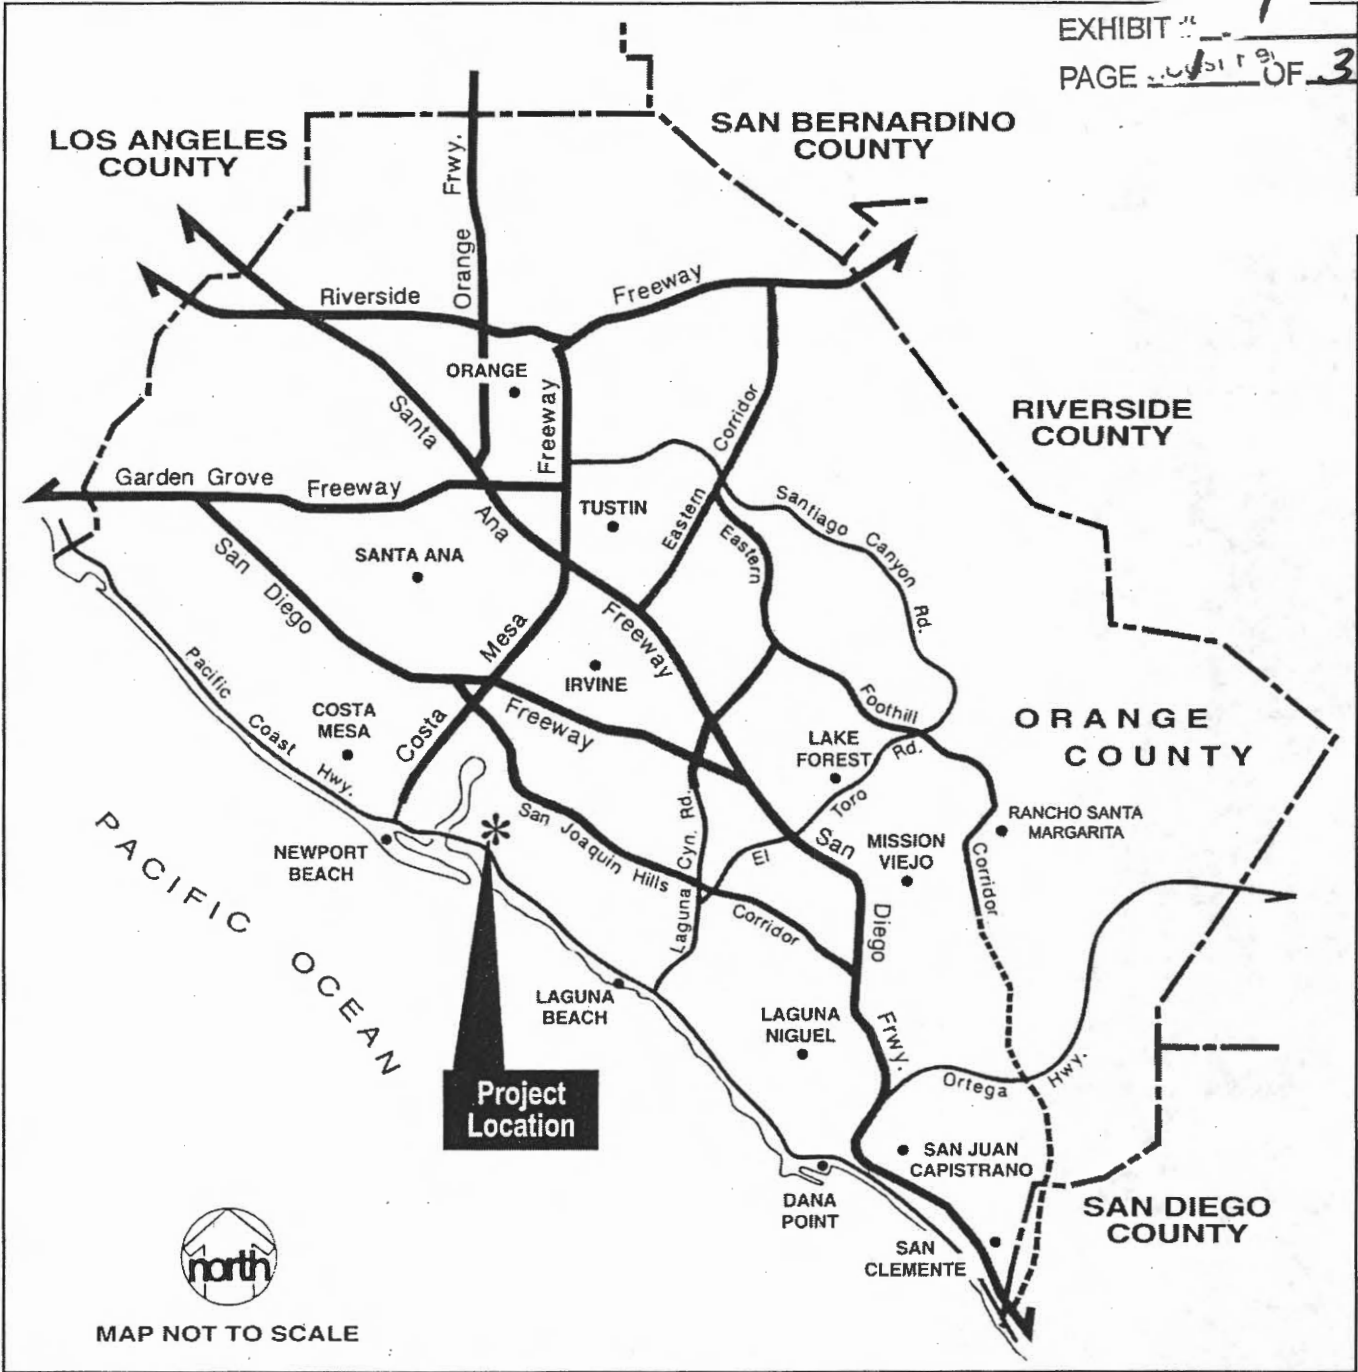 EXHIBIT # 1
PAGE 1 OF 3
LOS ANGELES
COUNTY
SAN BERNARDINO
COUNTY
Orange Frwy.
Riverside Freeway
ORANGE
Santa Ana Freeway
Costa Mesa Freeway
Eastern Corridor
RIVERSIDE
COUNTY
Garden Grove Freeway
TUSTIN
Eastern
Santiago Canyon Rd.
SANTA ANA
San Diego Freeway
IRVINE
Pacific Coast Hwy.
COSTA
MESA
Foothill Corridor
ORANGE
COUNTY
LAKE
FOREST
El Toro Rd.
RANCHO SANTA
MARGARITA
San Joaquin Hills Corridor
Laguna Cyn. Rd.
MISSION
VIEJO
San Diego Frwy.
NEWPORT
BEACH
PACIFIC OCEAN
LAGUNA
BEACH
LAGUNA
NIGUEL
Project
Location
Ortega Hwy.
SAN JUAN
CAPISTRANO
DANA
POINT
SAN DIEGO
COUNTY
SAN
CLEMENTE
north
MAP NOT TO SCALE